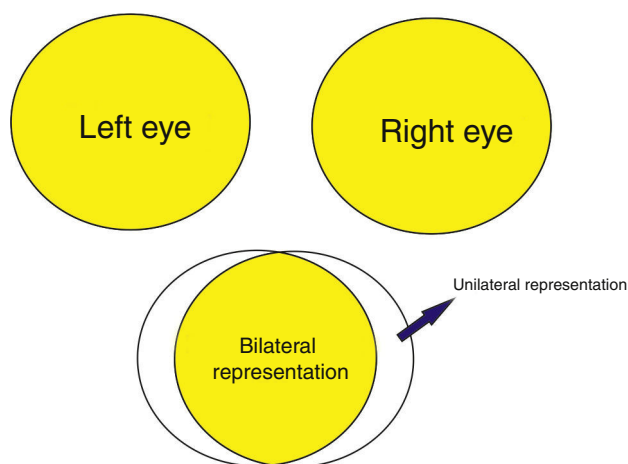 Left eye
Right eye
Unilateral representation
Bilateral
representation